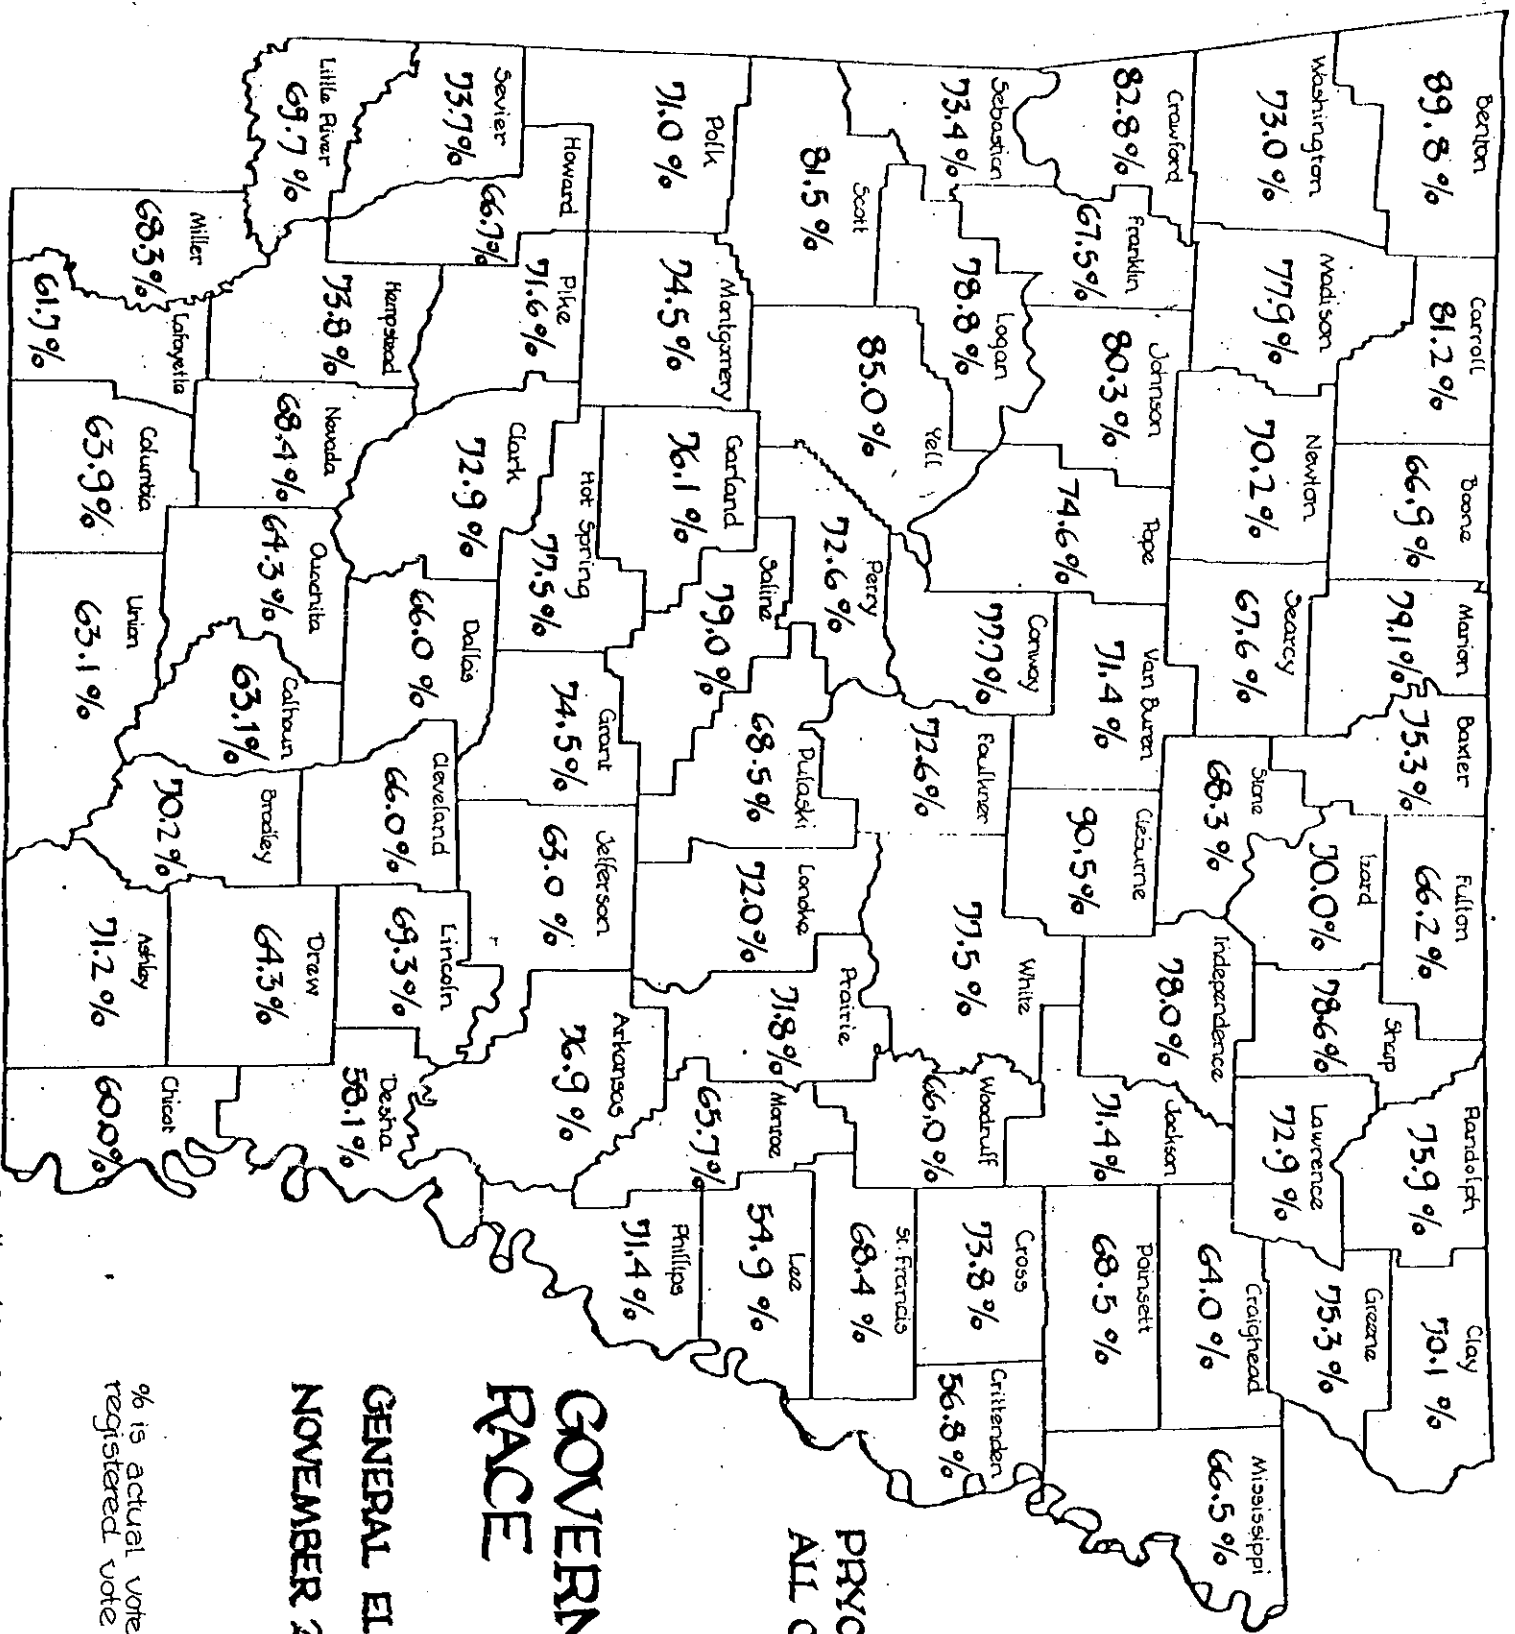 Benton
89.8%
Carroll
81.2%
Boone
66.9%
Marion
79.1%
Baxter
75.3%
Fulton
66.2%
Randolph
75.9%
Clay
70.1%
Washington
73.0%
Madison
77.9%
Newton
70.2%
Searcy
67.6%
Stone
68.3%
Izard
70.0%
Sharp
78.6%
Lawrence
72.9%
Greene
75.3%
Crawford
82.8%
Franklin
67.5%
Johnson
80.3%
Pope
74.6%
Van Buren
71.4%
Cleburne
90.5%
Independence
78.0%
Jackson
71.4%
Craighead
64.0%
Poinsett
68.5%
Mississippi
66.5%
Sebastian
73.4%
Logan
78.8%
Conway
77.7%
Faulkner
72.6%
White
77.5%
Woodruff
66.0%
Cross
73.8%
Crittenden
56.8%
Scott
81.5%
Yell
85.0%
Perry
72.6%
Prairie
71.8%
St. Francis
68.4%
Polk
71.0%
Montgomery
74.5%
Garland
76.1%
Saline
79.0%
Pulaski
68.5%
Lonoke
72.0%
Monroe
65.7%
Lee
54.9%
Phillips
71.4%
Sevier
73.7%
Howard
66.7%
Pike
71.6%
Clark
72.9%
Hot Spring
77.5%
Grant
74.5%
Jefferson
63.0%
Arkansas
76.9%
Little River
69.7%
Hempstead
73.8%
Nevada
68.4%
Ouachita
64.3%
Dallas
66.0%
Cleveland
66.0%
Lincoln
69.3%
Desha
58.1%
Miller
68.3%
Lafayette
61.7%
Columbia
63.9%
Union
63.1%
Calhoun
63.1%
Bradley
70.2%
Drew
64.3%
Ashley
71.2%
Chicot
60.0%
GOVERN
RACE
GENERAL EL
NOVEMBER
% is actual vote
registered vote